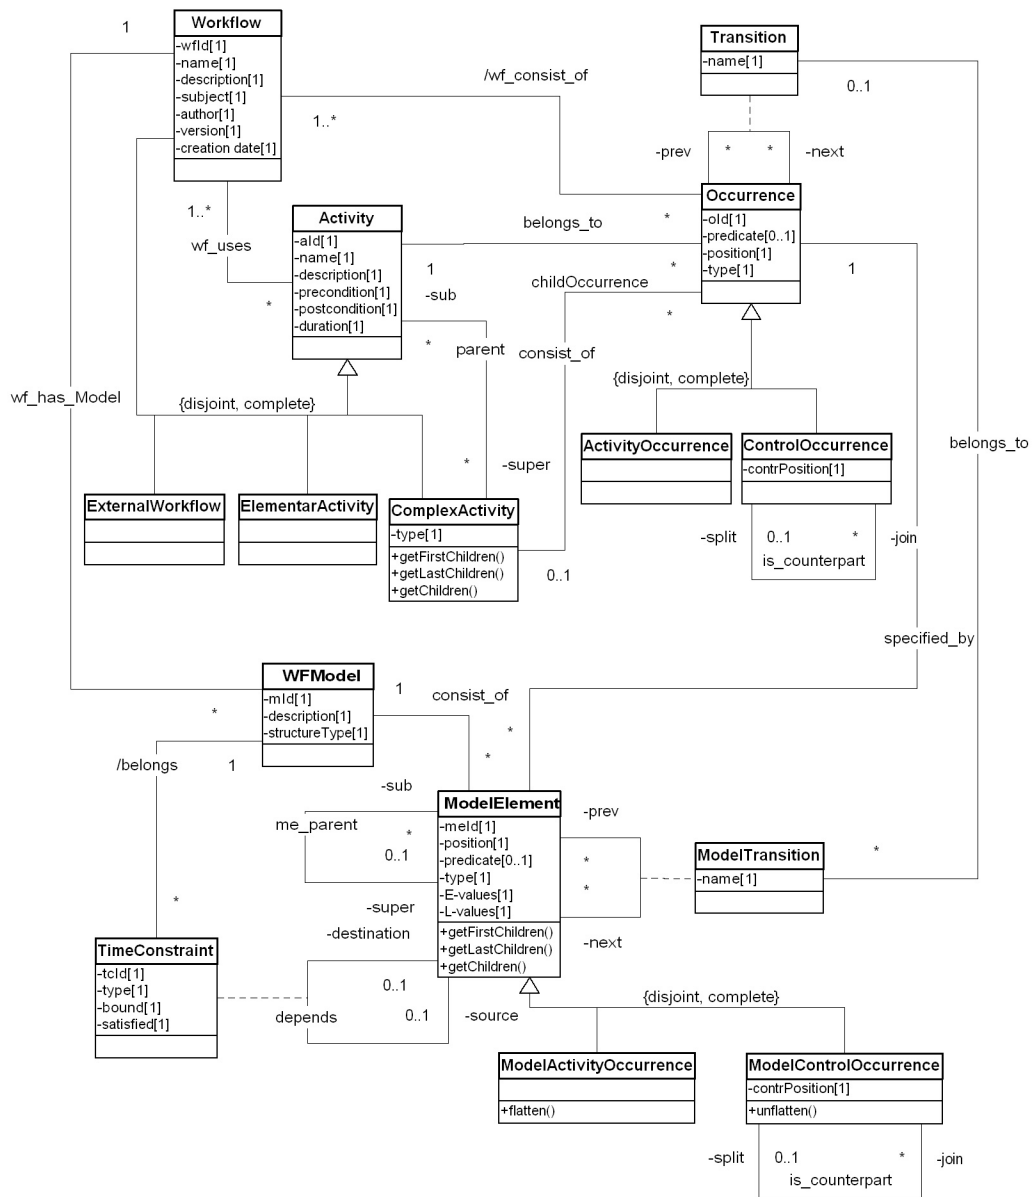 Workflow
-wfId[1]
-name[1]
-description[1]
-subject[1]
-author[1]
-version[1]
-creation date[1]
1
/wf_consist_of
1..*
Transition
-name[1]
0..1
-prev
*
*
-next
Occurrence
-oId[1]
-predicate[0..1]
-position[1]
-type[1]
1..*
wf_uses
*
Activity
-aId[1]
-name[1]
-description[1]
-precondition[1]
-postcondition[1]
-duration[1]
belongs_to
*
1
*
1
-sub
childOccurrence
*
*
parent
consist_of
wf_has_Model
{disjoint, complete}
{disjoint, complete}
ActivityOccurrence
ControlOccurrence
-contrPosition[1]
belongs_to
*
-super
ExternalWorkflow
ElementarActivity
ComplexActivity
-type[1]
+getFirstChildren()
+getLastChildren()
+getChildren()
0..1
-split
0..1
*
-join
is_counterpart
specified_by
WFModel
-mId[1]
-description[1]
-structureType[1]
1
consist_of
*
*
*
/belongs
1
-sub
me_parent
*
0..1
-super
ModelElement
-meId[1]
-position[1]
-predicate[0..1]
-type[1]
-E-values[1]
-L-values[1]
+getFirstChildren()
+getLastChildren()
+getChildren()
-prev
*
*
-next
ModelTransition
-name[1]
*
*
-destination
TimeConstraint
-tcId[1]
-type[1]
-bound[1]
-satisfied[1]
0..1
depends
0..1
-source
{disjoint, complete}
ModelActivityOccurrence
+flatten()
ModelControlOccurrence
-contrPosition[1]
+unflatten()
-split
0..1
*
-join
is_counterpart